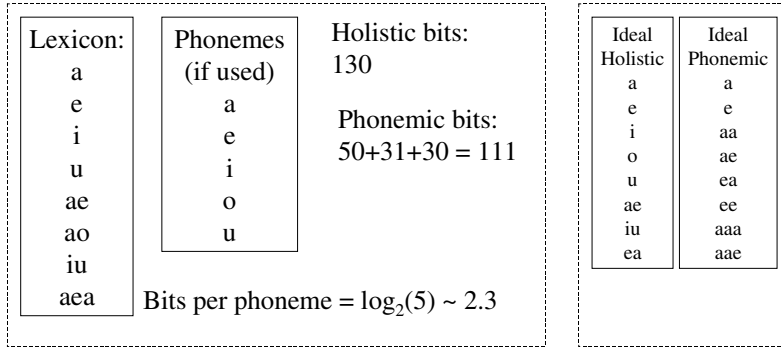 Lexicon:
a
e
i
u
ae
ao
iu
aea
Phonemes
(if used)
a
e
i
o
u
Holistic bits:
130
Phonemic bits:
50+31+30 = 111
Bits per phoneme = log₂(5) ~ 2.3
Ideal
Holistic
a
e
i
o
u
ae
iu
ea
Ideal
Phonemic
a
e
aa
ae
ea
ee
aaa
aae